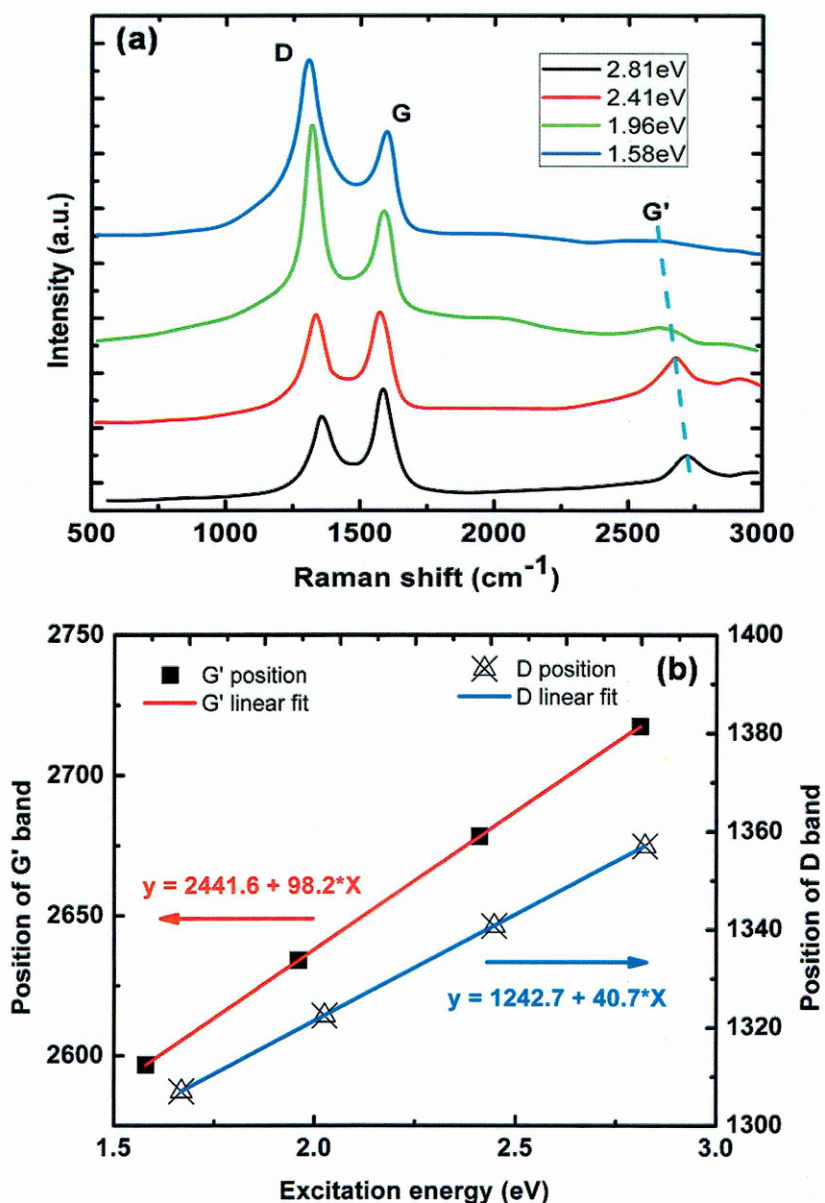 (a)
D
G
G'
2.81eV
2.41eV
1.96eV
1.58eV
Intensity (a.u.)
500 1000 1500 2000 2500 3000
Raman shift (cm⁻¹)
(b)
G' position
G' linear fit
D position
D linear fit
y = 2441.6 + 98.2*X
y = 1242.7 + 40.7*X
Position of G' band
2750
2700
2650
2600
Position of D band
1400
1380
1360
1340
1320
1300
1.5 2.0 2.5 3.0
Excitation energy (eV)